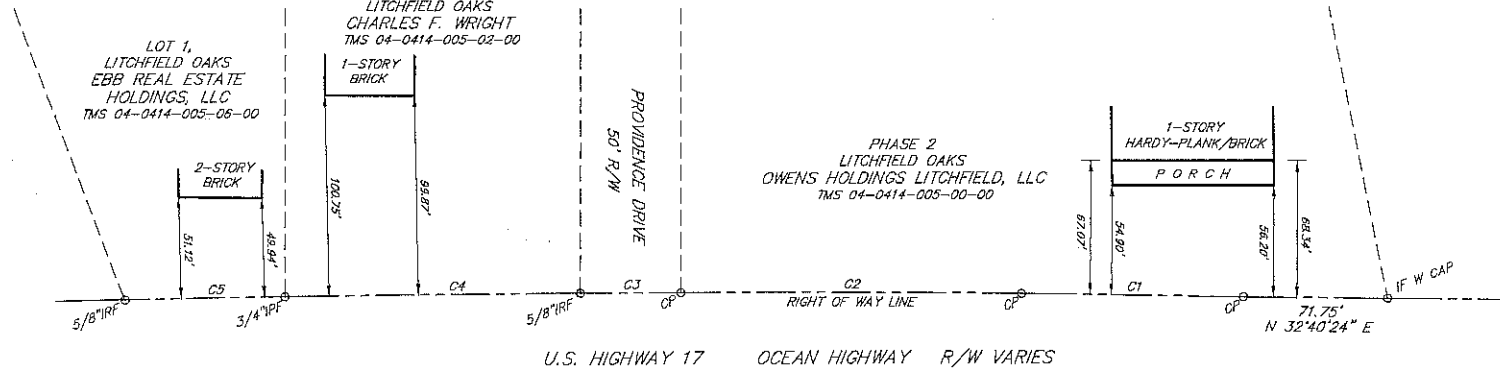 LITCHFIELD OAKS
CHARLES F. WRIGHT
TMS 04-0414-005-02-00
LOT 1,
LITCHFIELD OAKS
EBB REAL ESTATE
HOLDINGS, LLC
TMS 04-0414-005-06-00
1-STORY
BRICK
2-STORY
BRICK
51.12'
49.94'
100.75'
99.87'
PROVIDENCE DRIVE
50' R/W
PHASE 2
LITCHFIELD OAKS
OWENS HOLDINGS LITCHFIELD, LLC
TMS 04-0414-005-00-00
1-STORY
HARDY-PLANK/BRICK
PORCH
67.07'
54.90'
56.20'
68.34'
5/8"IRF
C5
3/4"IPF
C4
5/8"IRF
C3
CP
C2
RIGHT OF WAY LINE
CP
C1
CP
71.75'
N 32°40'24" E
IF W CAP
U.S. HIGHWAY 17 OCEAN HIGHWAY R/W VARIES